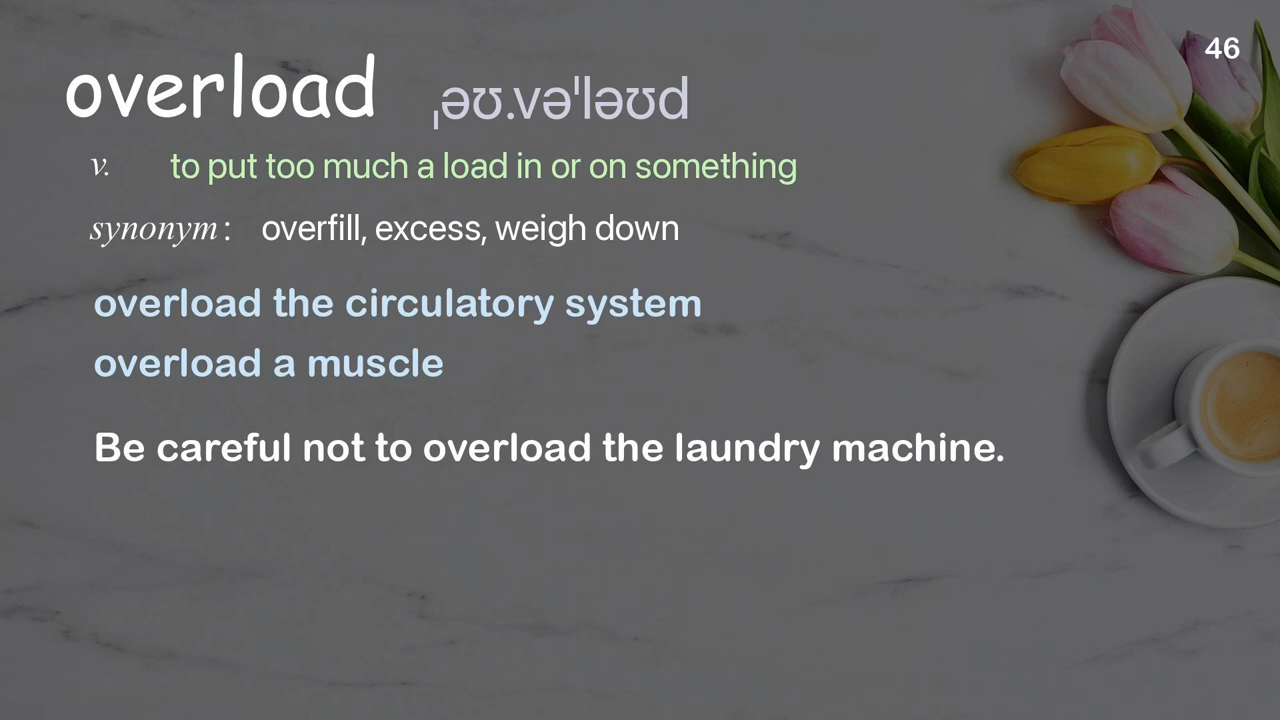 46
overload ˌəʊ.vəˈləʊd
v. to put too much a load in or on something
synonym : overfill, excess, weigh down
overload the circulatory system
overload a muscle
Be careful not to overload the laundry machine.